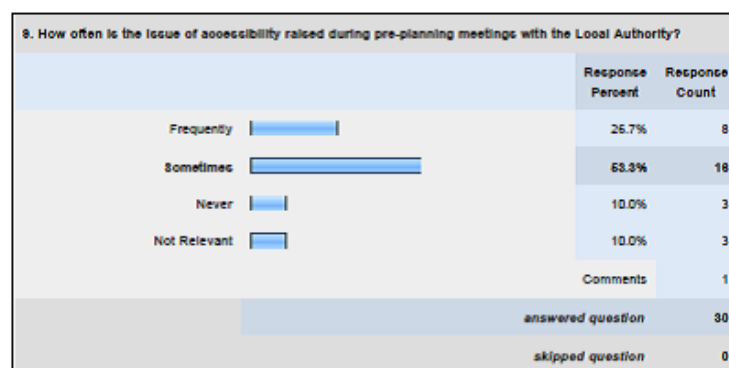 9. How often is the issue of accessibility raised during pre-planning meetings with the Local Authority?
Response Percent
Response Count
Frequently 26.7% 8
Sometimes 53.3% 16
Never 10.0% 3
Not Relevant 10.0% 3
Comments 1
answered question 30
skipped question 0